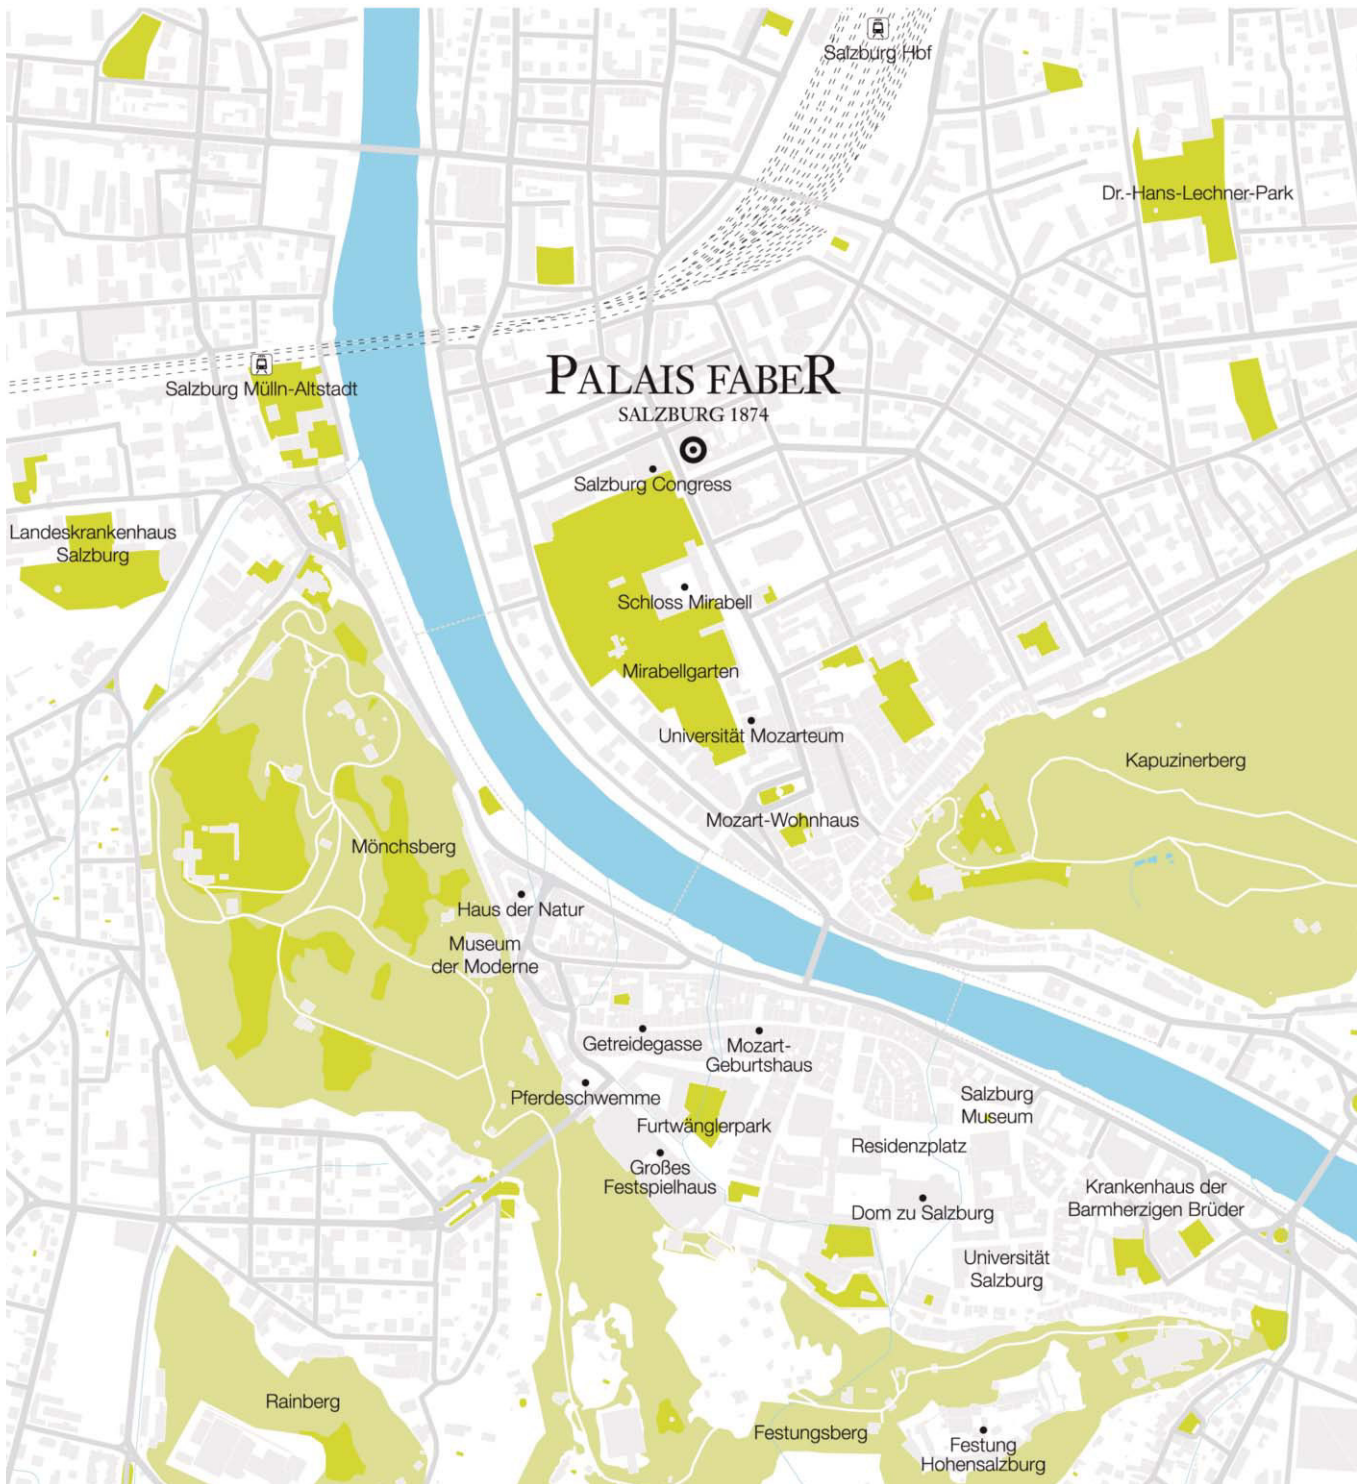 Salzburg Hbf
Dr.-Hans-Lechner-Park
Salzburg Mülln-Altstadt
PALAIS FABER
SALZBURG 1874
Salzburg Congress
Landeskrankenhaus
Salzburg
Schloss Mirabell
Mirabellgarten
Universität Mozarteum
Kapuzinerberg
Mozart-Wohnhaus
Mönchsberg
Haus der Natur
Museum
der Moderne
Getreidegasse
Mozart-
Geburtshaus
Pferdeschwemme
Furtwänglerpark
Salzburg
Museum
Residenzplatz
Großes
Festspielhaus
Krankenhaus der
Barmherzigen Brüder
Dom zu Salzburg
Universität
Salzburg
Rainberg
Festungsberg
Festung
Hohensalzburg